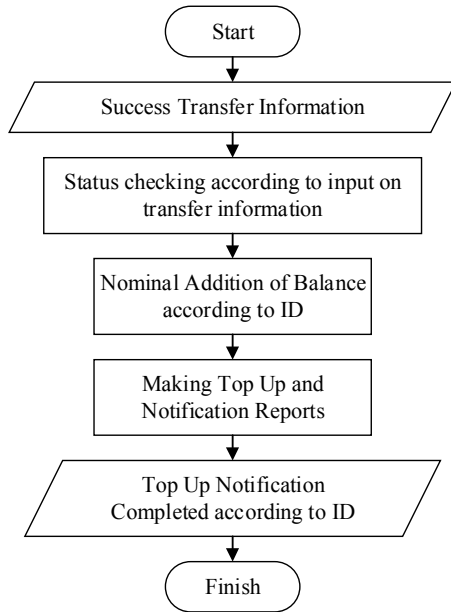 Start
Success Transfer Information
Status checking according to input on
transfer information
Nominal Addition of Balance
according to ID
Making Top Up and
Notification Reports
Top Up Notification
Completed according to ID
Finish